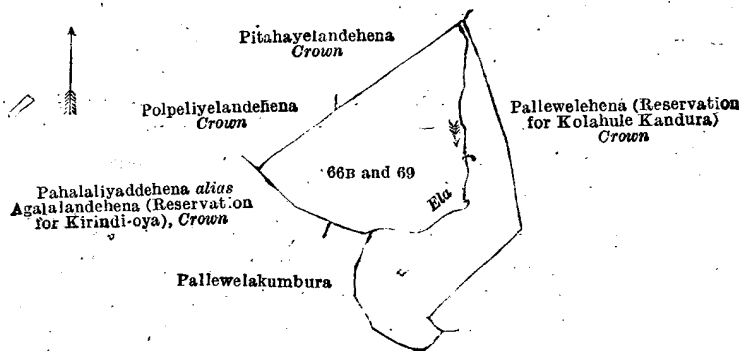 Pitahayelandehena
Crown
Polpeliyelandehena
Crown
Pallewelehena (Reservation
for Kolahule Kandura)
Crown
66B and 69
Pahalaliyaddehena alias
Agalalandehena (Reservation
for Kirindi-oya), Crown
Ela
Pallewelakumbura